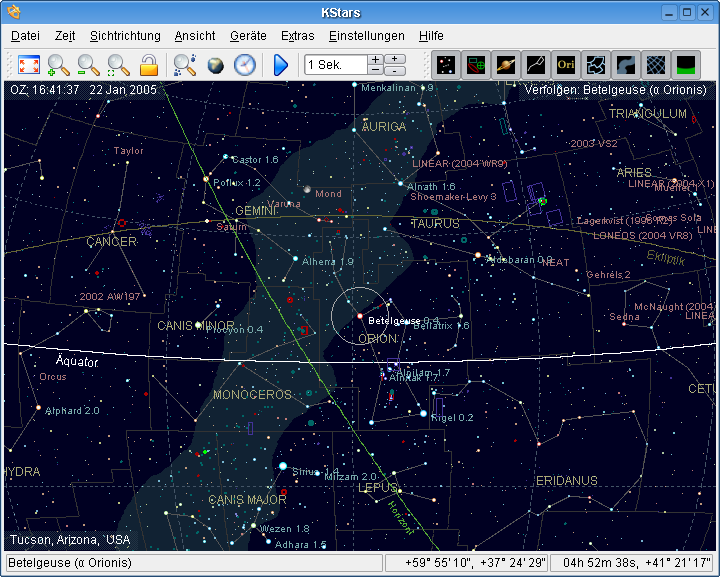 KStars
Datei Zeit Sichtrichtung Ansicht Geräte Extras Einstellungen Hilfe
1 Sek.
Ori
OZ: 16:41:37 22 Jan 2005
Menkalinan 1.9
Verfolgen: Betelgeuse (α Orionis)
TRIANGULUM
AURIGA
2003 VS2
Taylor
Castor 1.6
LINEAR (2004 WR9)
ARIES
Pollux 1.2
Mond
Alnath 1.6
LINEAR (2004 X1)
Shoemaker-Levy 3
Varuna
GEMINI
Saturn
TAURUS
LONEOS (2004 VR8)
CANCER
Ekliptik
Alhena 1.9
Aldebaran 0.9
NEAT
Gehrels 2
2002 AW197
McNaught (2004
Sedna
LINEA
CANIS MINOR
Procyon 0.4
Betelgeuse 0.4
Bellatrix 1.6
ORION
Äquator
Orcus
Alnilam 1.7
Alnitak 1.7
CETU
MONOCEROS
Alphard 2.0
Rigel 0.2
HYDRA
Sirius -1.4
Mirzam 2.0
ERIDANUS
LEPUS
CANIS MAJOR
Horizont
Wezen 1.8
Tucson, Arizona, USA
Adhara 1.5
Betelgeuse (α Orionis)
+59° 55' 10", +37° 24' 29"
04h 52m 38s, +41° 21' 17"